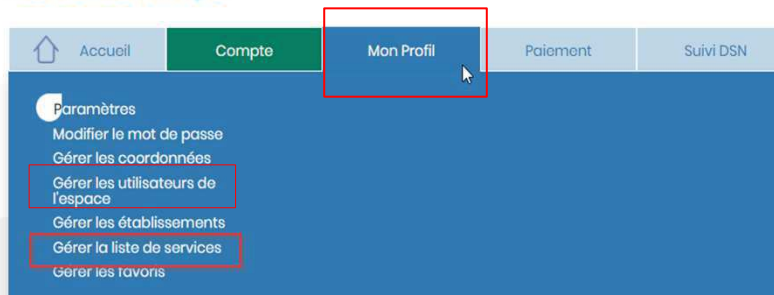 Accueil
Compte
Mon Profil
Paiement
Suivi DSN
Paramètres
Modifier le mot de passe
Gérer les coordonnées
Gérer les utilisateurs de
l'espace
Gérer les établissements
Gérer la liste de services
Gérer les favoris